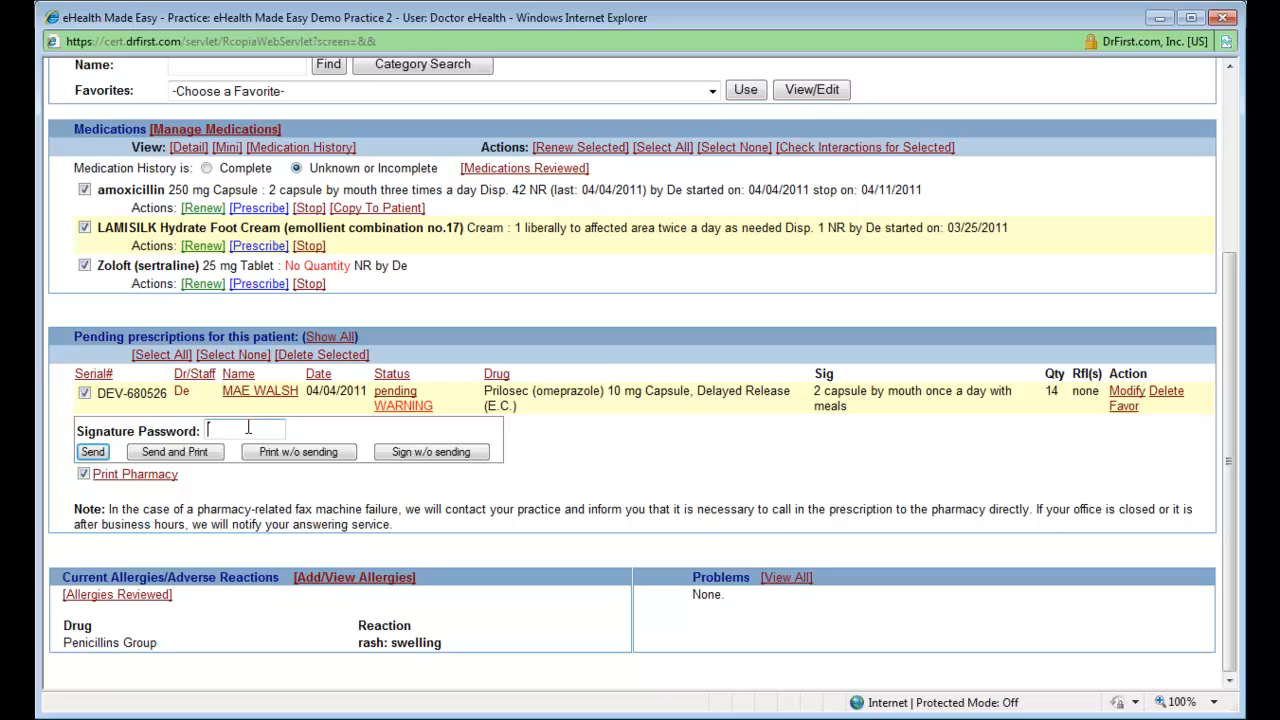 eHealth Made Easy - Practice: eHealth Made Easy Demo Practice 2 - User: Doctor eHealth - Windows Internet Explorer
https://cert.drfirst.com/servlet/RcopiaWebServlet?screen=&& DrFirst.com, Inc. [US]
Name: Find Category Search
Favorites: -Choose a Favorite- Use View/Edit
Medications [Manage Medications]
View: [Detail] [Mini] [Medication History] Actions: [Renew Selected] [Select All] [Select None] [Check Interactions for Selected]
Medication History is: Complete Unknown or Incomplete [Medications Reviewed]
amoxicillin 250 mg Capsule : 2 capsule by mouth three times a day Disp. 42 NR (last: 04/04/2011) by De started on: 04/04/2011 stop on: 04/11/2011
Actions: [Renew] [Prescribe] [Stop] [Copy To Patient]
LAMISILK Hydrate Foot Cream (emollient combination no.17) Cream : 1 liberally to affected area twice a day as needed Disp. 1 NR by De started on: 03/25/2011
Actions: [Renew] [Prescribe] [Stop]
Zoloft (sertraline) 25 mg Tablet : No Quantity NR by De
Actions: [Renew] [Prescribe] [Stop]
Pending prescriptions for this patient: (Show All)
[Select All] [Select None] [Delete Selected]
Serial# Dr/Staff Name Date Status Drug Sig Qty Rfl(s) Action
DEV-680526 De MAE WALSH 04/04/2011 pending Prilosec (omeprazole) 10 mg Capsule, Delayed Release 2 capsule by mouth once a day with 14 none Modify Delete
WARNING (E.C.) meals Favor
Signature Password:
Send Send and Print Print w/o sending Sign w/o sending
Print Pharmacy
Note: In the case of a pharmacy-related fax machine failure, we will contact your practice and inform you that it is necessary to call in the prescription to the pharmacy directly. If your office is closed or it is
after business hours, we will notify your answering service.
Current Allergies/Adverse Reactions [Add/View Allergies] Problems [View All]
[Allergies Reviewed] None.
Drug Reaction
Penicillins Group rash: swelling
Internet | Protected Mode: Off 100%